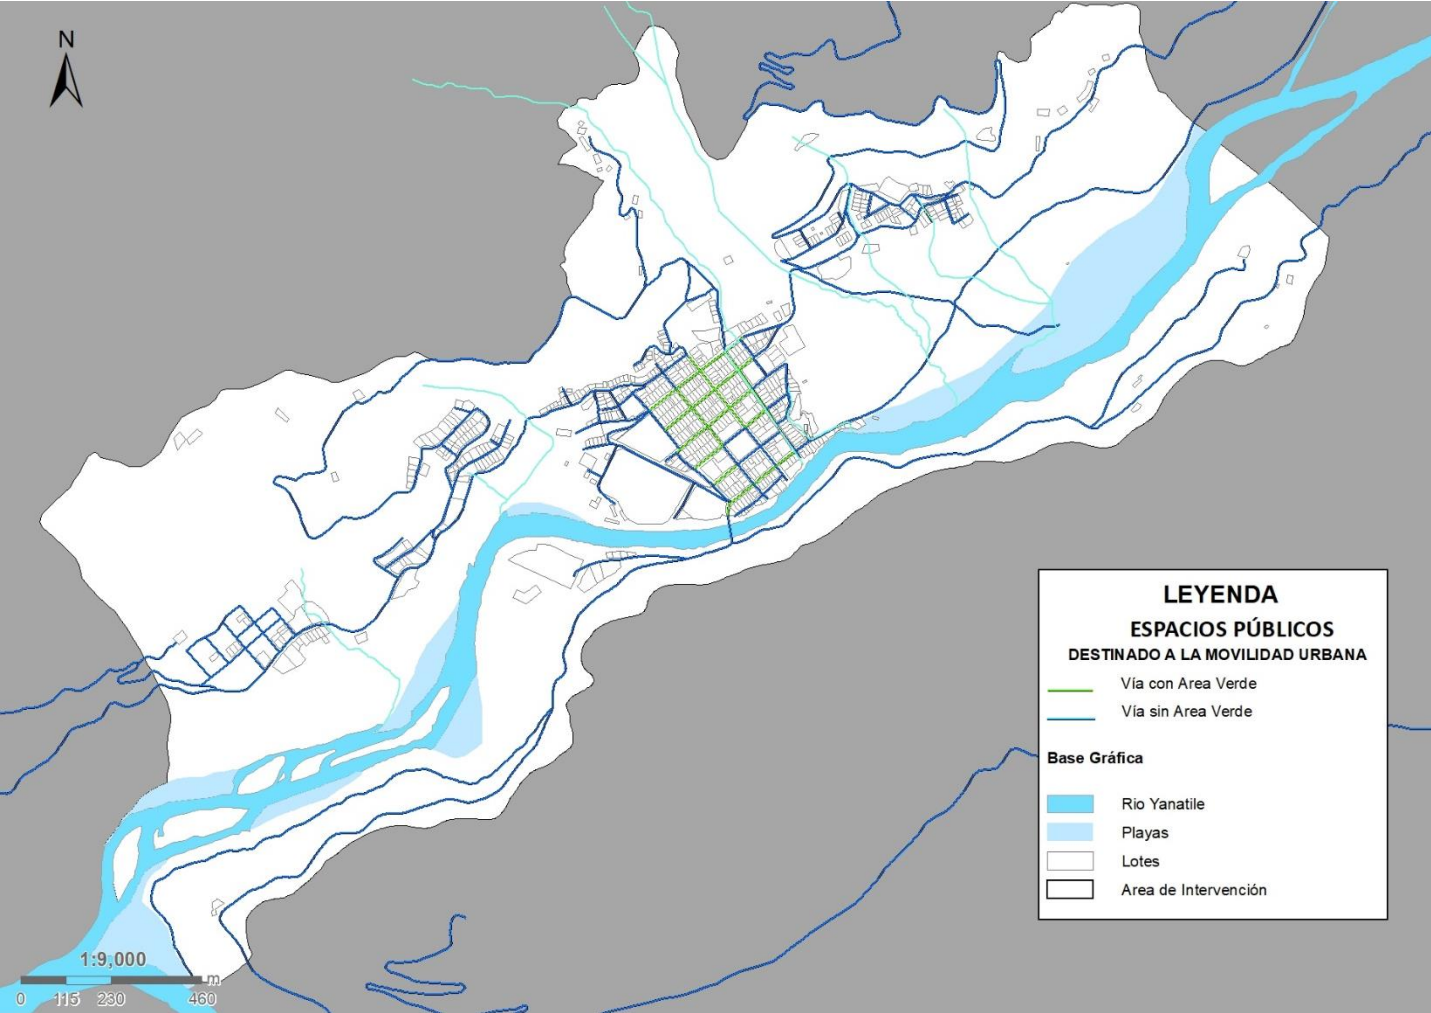 N
LEYENDA
ESPACIOS PÚBLICOS
DESTINADO A LA MOVILIDAD URBANA
Vía con Area Verde
Vía sin Area Verde
Base Gráfica
Rio Yanatile
Playas
Lotes
Area de Intervención
1:9,000
m
0 115 230 460